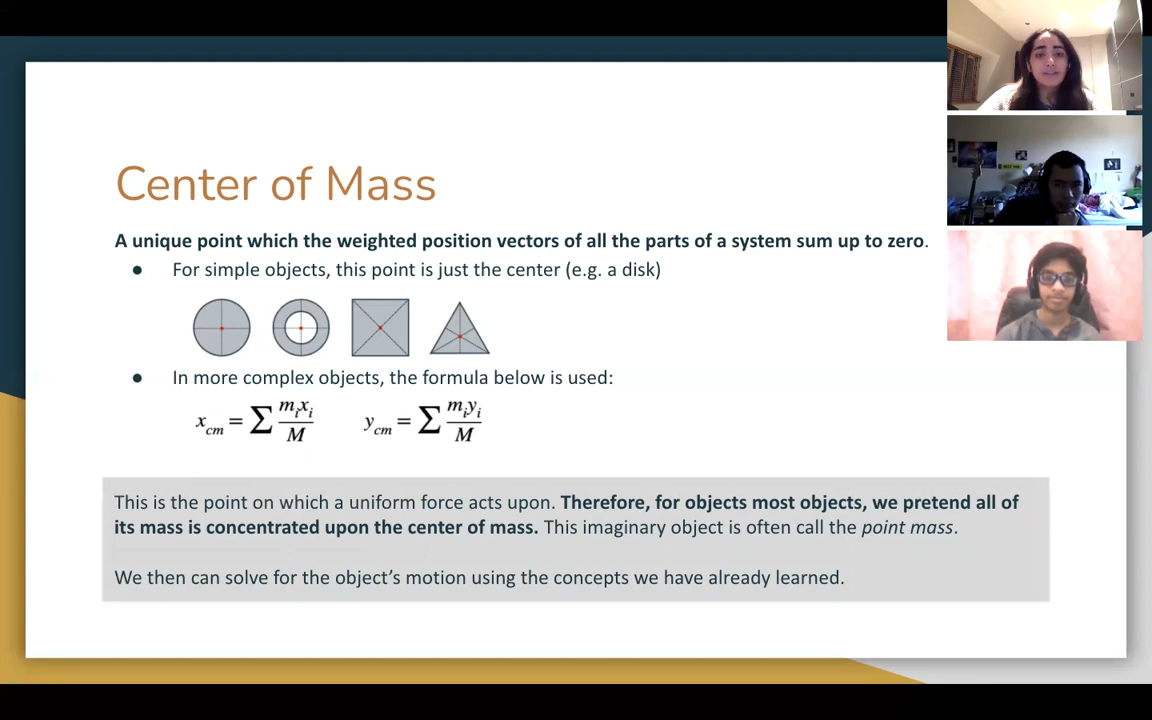 Center of Mass
A unique point which the weighted position vectors of all the parts of a system sum up to zero.
● For simple objects, this point is just the center (e.g. a disk)
● In more complex objects, the formula below is used:
x_cm = ∑ m_i x_i / M    y_cm = ∑ m_i y_i / M
This is the point on which a uniform force acts upon. Therefore, for objects most objects, we pretend all of
its mass is concentrated upon the center of mass. This imaginary object is often call the point mass.
We then can solve for the object’s motion using the concepts we have already learned.